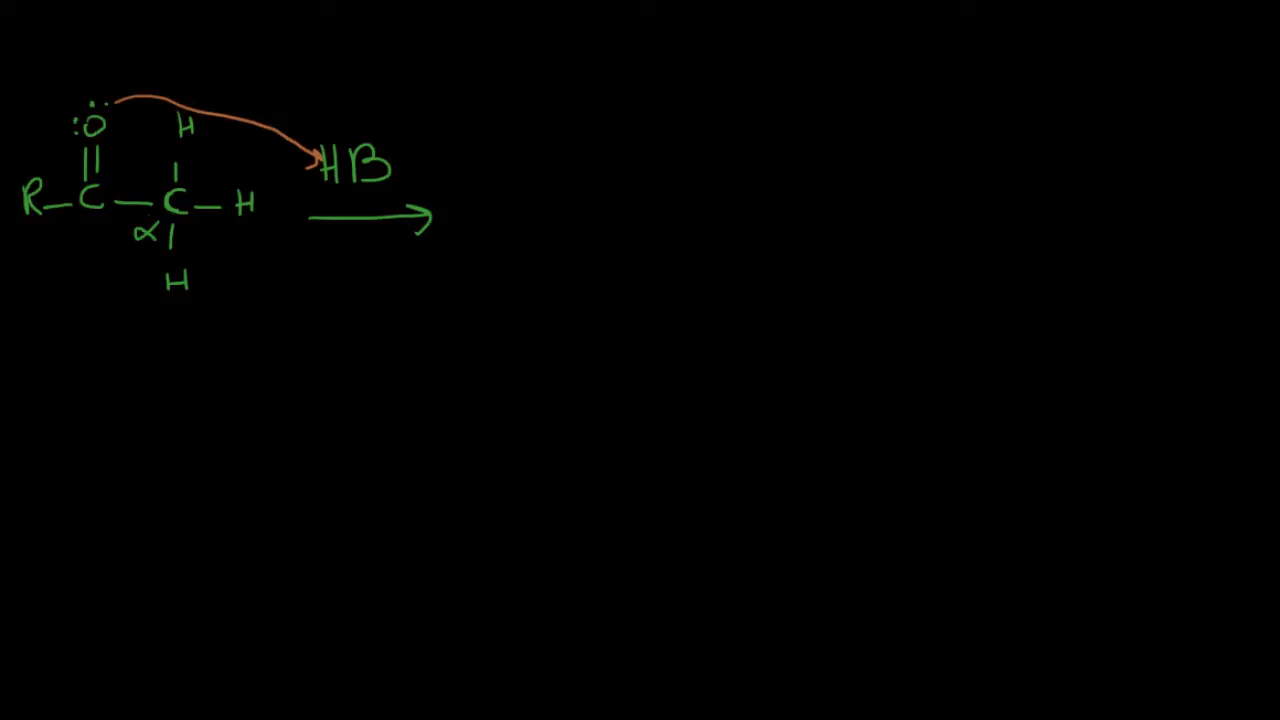 :Ö H
HB
R-C-C-H
α
H